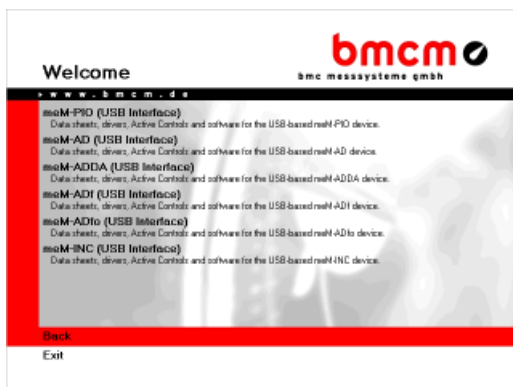 bmcm
Welcome
bmc messsysteme gmbh
www.bmcm.de
meM-PIO (USB Interface)
Data sheets, drivers, Active Controls and software for the USB-based meM-PIO device.
meM-AD (USB Interface)
Data sheets, drivers, Active Controls and software for the USB-based meM-AD device.
meM-ADDA (USB Interface)
Data sheets, drivers, Active Controls and software for the USB-based meM-ADDA device.
meM-ADf (USB Interface)
Data sheets, drivers, Active Controls and software for the USB-based meM-ADf device.
meM-ADfo (USB Interface)
Data sheets, drivers, Active Controls and software for the USB-based meM-ADfo device.
meM-INC (USB Interface)
Data sheets, drivers, Active Controls and software for the USB-based meM-INC device.
Back
Exit